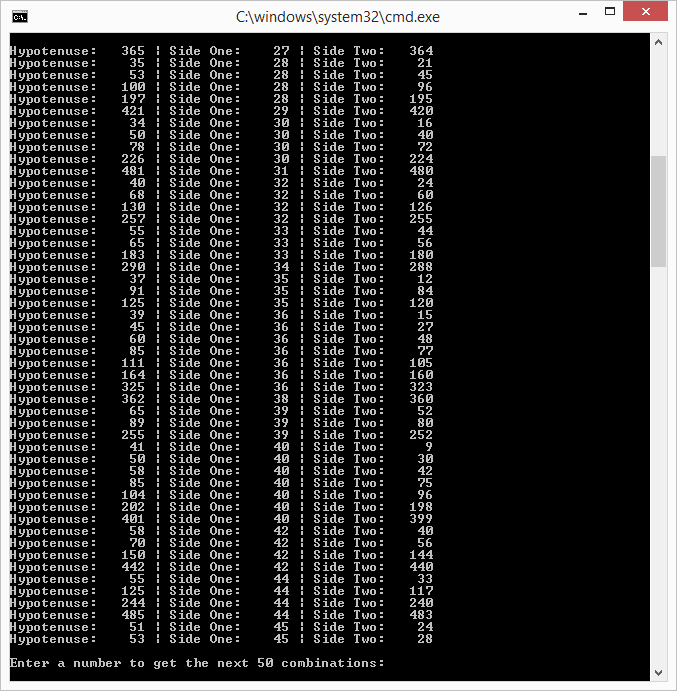 C:\windows\system32\cmd.exe
Hypotenuse:   365 | Side One:    27 | Side Two:   364
Hypotenuse:    35 | Side One:    28 | Side Two:    21
Hypotenuse:    53 | Side One:    28 | Side Two:    45
Hypotenuse:   100 | Side One:    28 | Side Two:    96
Hypotenuse:   197 | Side One:    28 | Side Two:   195
Hypotenuse:   421 | Side One:    29 | Side Two:   420
Hypotenuse:    34 | Side One:    30 | Side Two:    16
Hypotenuse:    50 | Side One:    30 | Side Two:    40
Hypotenuse:    78 | Side One:    30 | Side Two:    72
Hypotenuse:   226 | Side One:    30 | Side Two:   224
Hypotenuse:   481 | Side One:    31 | Side Two:   480
Hypotenuse:    40 | Side One:    32 | Side Two:    24
Hypotenuse:    68 | Side One:    32 | Side Two:    60
Hypotenuse:   130 | Side One:    32 | Side Two:   126
Hypotenuse:   257 | Side One:    32 | Side Two:   255
Hypotenuse:    55 | Side One:    33 | Side Two:    44
Hypotenuse:    65 | Side One:    33 | Side Two:    56
Hypotenuse:   183 | Side One:    33 | Side Two:   180
Hypotenuse:   290 | Side One:    34 | Side Two:   288
Hypotenuse:    37 | Side One:    35 | Side Two:    12
Hypotenuse:    91 | Side One:    35 | Side Two:    84
Hypotenuse:   125 | Side One:    35 | Side Two:   120
Hypotenuse:    39 | Side One:    36 | Side Two:    15
Hypotenuse:    45 | Side One:    36 | Side Two:    27
Hypotenuse:    60 | Side One:    36 | Side Two:    48
Hypotenuse:    85 | Side One:    36 | Side Two:    77
Hypotenuse:   111 | Side One:    36 | Side Two:   105
Hypotenuse:   164 | Side One:    36 | Side Two:   160
Hypotenuse:   325 | Side One:    36 | Side Two:   323
Hypotenuse:   362 | Side One:    38 | Side Two:   360
Hypotenuse:    65 | Side One:    39 | Side Two:    52
Hypotenuse:    89 | Side One:    39 | Side Two:    80
Hypotenuse:   255 | Side One:    39 | Side Two:   252
Hypotenuse:    41 | Side One:    40 | Side Two:     9
Hypotenuse:    50 | Side One:    40 | Side Two:    30
Hypotenuse:    58 | Side One:    40 | Side Two:    42
Hypotenuse:    85 | Side One:    40 | Side Two:    75
Hypotenuse:   104 | Side One:    40 | Side Two:    96
Hypotenuse:   202 | Side One:    40 | Side Two:   198
Hypotenuse:   401 | Side One:    40 | Side Two:   399
Hypotenuse:    58 | Side One:    42 | Side Two:    40
Hypotenuse:    70 | Side One:    42 | Side Two:    56
Hypotenuse:   150 | Side One:    42 | Side Two:   144
Hypotenuse:   442 | Side One:    42 | Side Two:   440
Hypotenuse:    55 | Side One:    44 | Side Two:    33
Hypotenuse:   125 | Side One:    44 | Side Two:   117
Hypotenuse:   244 | Side One:    44 | Side Two:   240
Hypotenuse:   485 | Side One:    44 | Side Two:   483
Hypotenuse:    51 | Side One:    45 | Side Two:    24
Hypotenuse:    53 | Side One:    45 | Side Two:    28
Enter a number to get the next 50 combinations: